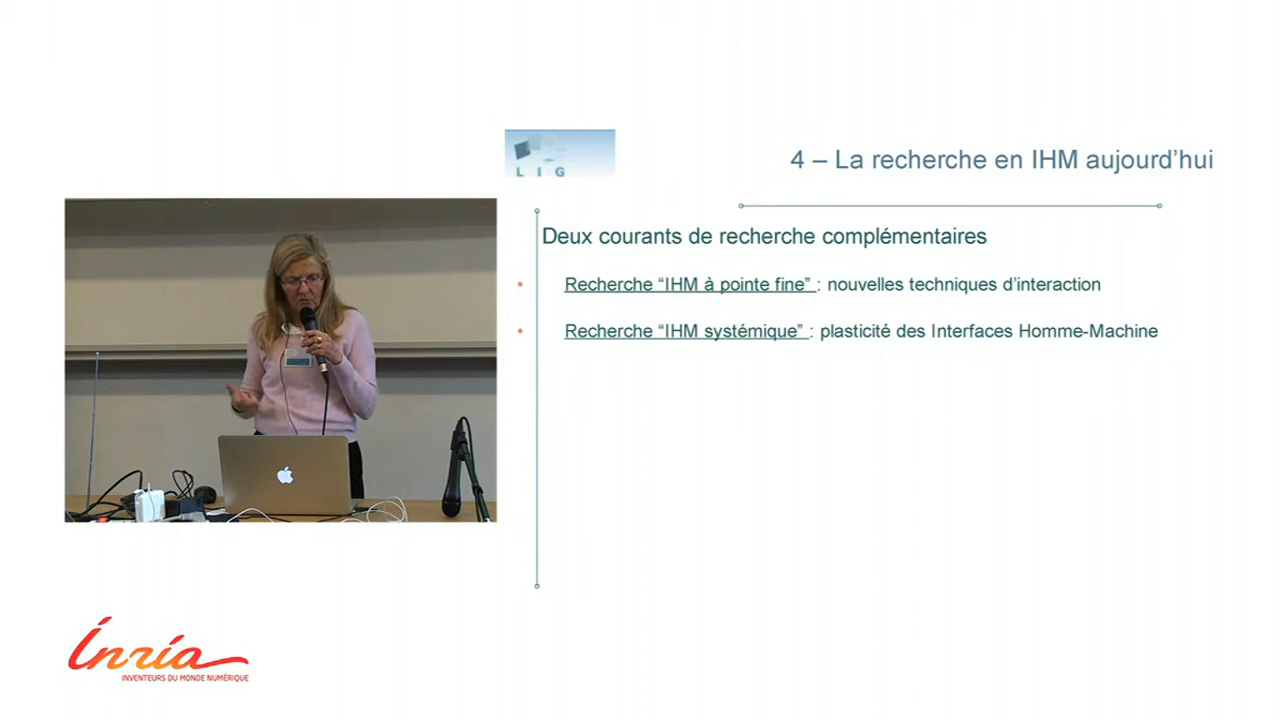 LIG
4 – La recherche en IHM aujourd'hui
Deux courants de recherche complémentaires
• Recherche “IHM à pointe fine” : nouvelles techniques d'interaction
• Recherche “IHM systémique” : plasticité des Interfaces Homme-Machine
Inria
INVENTEURS DU MONDE NUMÉRIQUE